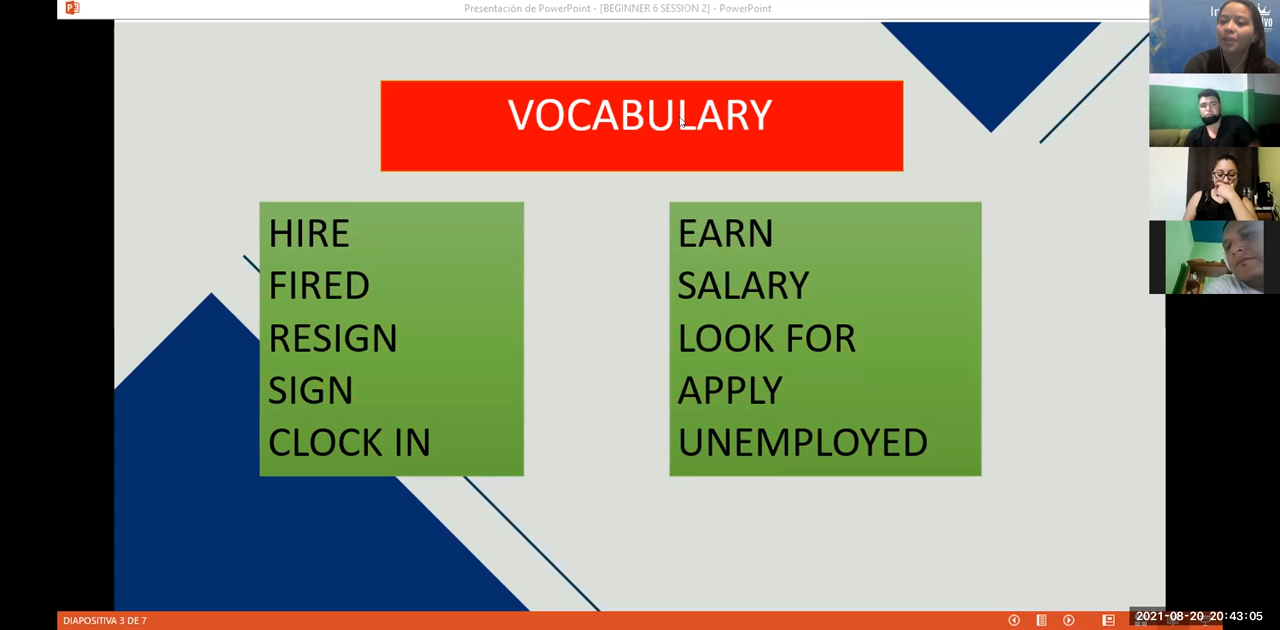 Presentación de PowerPoint - [BEGINNER 6 SESSION 2] - PowerPoint
VOCABULARY
HIRE
FIRED
RESIGN
SIGN
CLOCK IN
EARN
SALARY
LOOK FOR
APPLY
UNEMPLOYED
DIAPOSITIVA 3 DE 7
2021-08-20 20:43:05